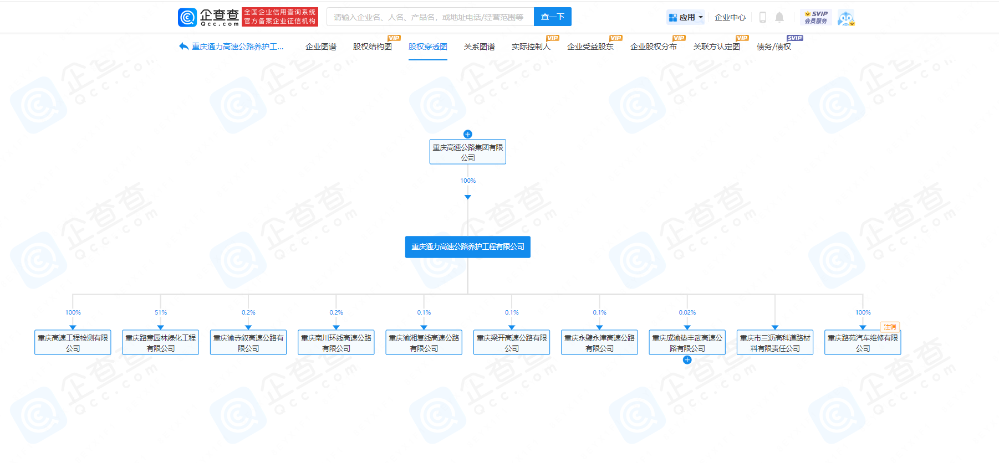 企查查
Qcc.com
全国企业信用查询系统
官方备案企业征信机构
请输入企业名、人名、产品名，或地址电话/经营范围等
查一下
应用
企业中心
SVIP
会员服务
重庆通力高速公路养护工...
企业图谱
股权结构图
VIP
股权穿透图
关系图谱
实际控制人
VIP
企业受益股东
VIP
企业股权分布
VIP
关联方认定图
VIP
债务/债权
SVIP
重庆高速公路集团有限
公司
100%
重庆通力高速公路养护工程有限公司
100%
51%
0.2%
0.2%
0.1%
0.1%
0.1%
0.02%
100%
注销
重庆高速工程检测有限
公司
重庆路意园林绿化工程
有限公司
重庆渝赤叙高速公路有
限公司
重庆南川环线高速公路
有限公司
重庆渝湘复线高速公路
有限公司
重庆梁开高速公路有限
公司
重庆永璧永津高速公路
有限公司
重庆成渝垫丰武高速公
路有限公司
重庆市三沥高科道路材
料有限责任公司
重庆路苑汽车维修有限
公司